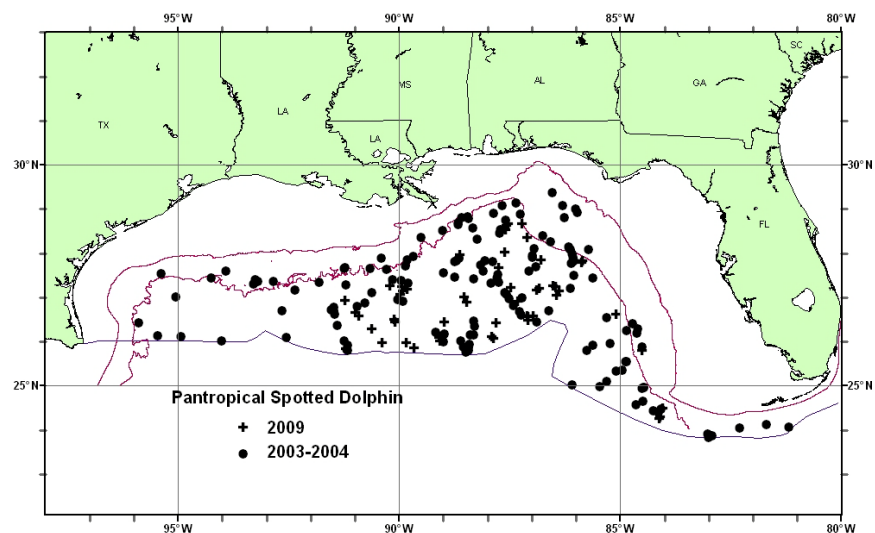 95°W 90°W 85°W 80°W
SC
MS AL GA
LA
TX
LA
30°N 30°N
FL
25°N 25°N
Pantropical Spotted Dolphin
2009
2003-2004
95°W 90°W 85°W 80°W